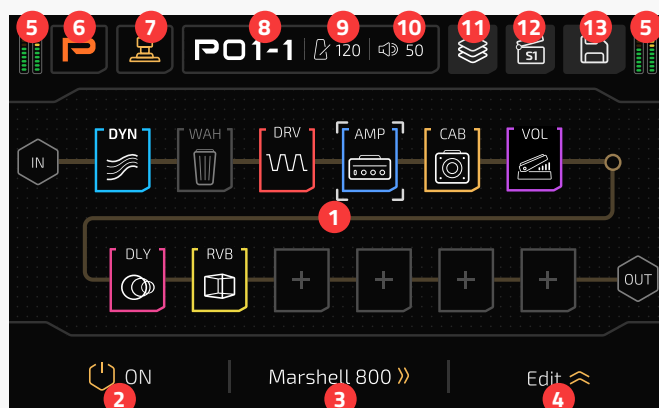 5 6 7 8 9 10 11 12 13 5
P P01-1 120 50 S1
DYN WAH DRV AMP CAB VOL
IN
1
DLY RVB + + + +
OUT
ON Marshell 800 » Edit
2 3 4